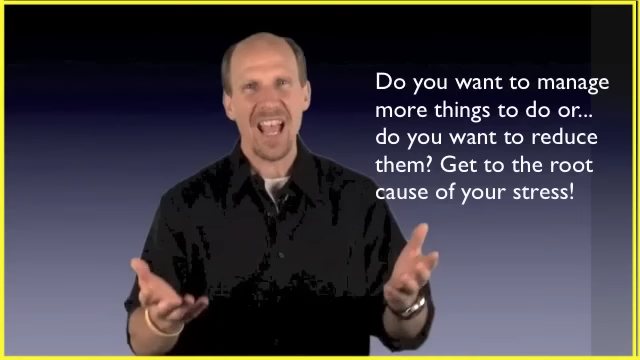 Do you want to manage
more things to do or...
do you want to reduce
them? Get to the root
cause of your stress!